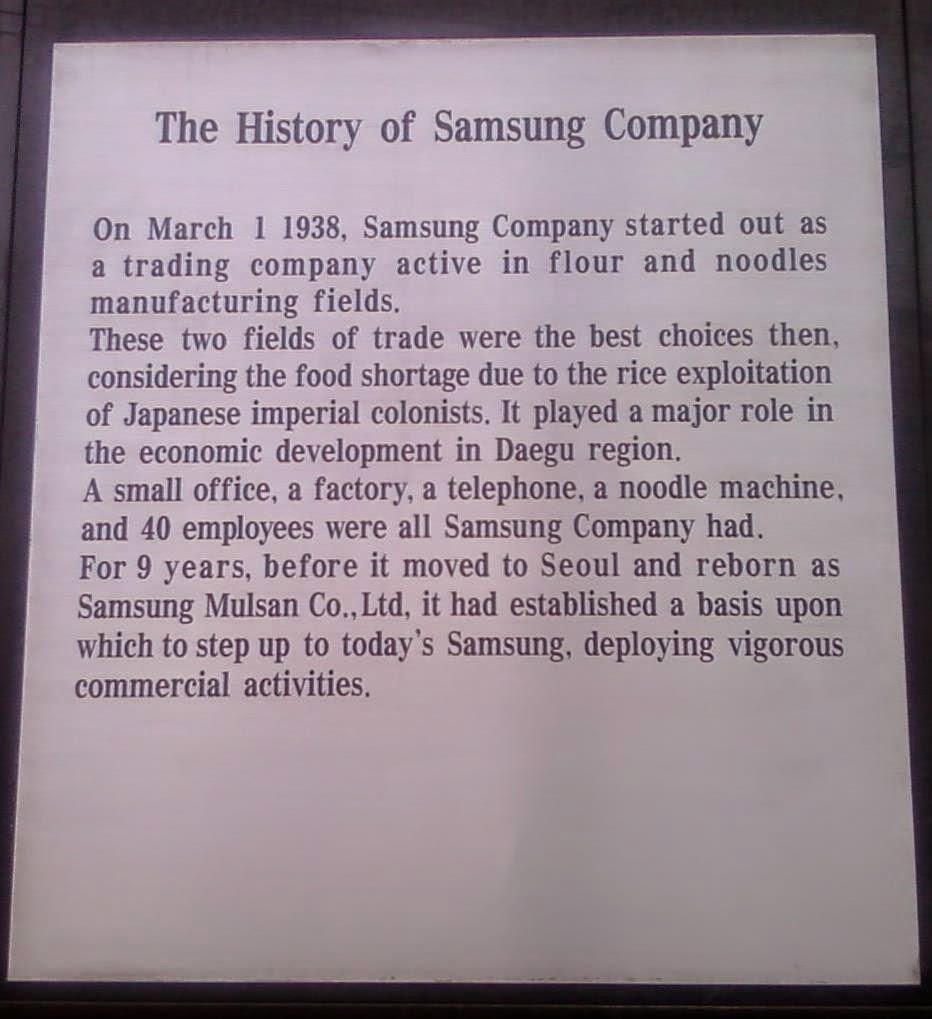 The History of Samsung Company
On March 1 1938, Samsung Company started out as
a trading company active in flour and noodles
manufacturing fields.
These two fields of trade were the best choices then,
considering the food shortage due to the rice exploitation
of Japanese imperial colonists. It played a major role in
the economic development in Daegu region.
A small office, a factory, a telephone, a noodle machine,
and 40 employees were all Samsung Company had.
For 9 years, before it moved to Seoul and reborn as
Samsung Mulsan Co.,Ltd, it had established a basis upon
which to step up to today's Samsung, deploying vigorous
commercial activities.